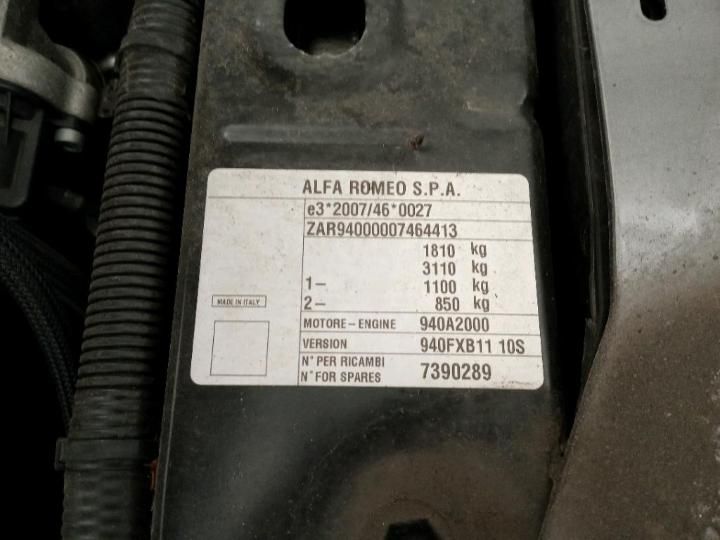 ALFA ROMEO S.P.A.
e3*2007/46*0027
ZAR94000007464413
1810 kg
3110 kg
1- 1100 kg
2- 850 kg
MADE IN ITALY
MOTORE - ENGINE 940A2000
VERSION 940FXB11 10S
N° PER RICAMBI
N° FOR SPARES 7390289